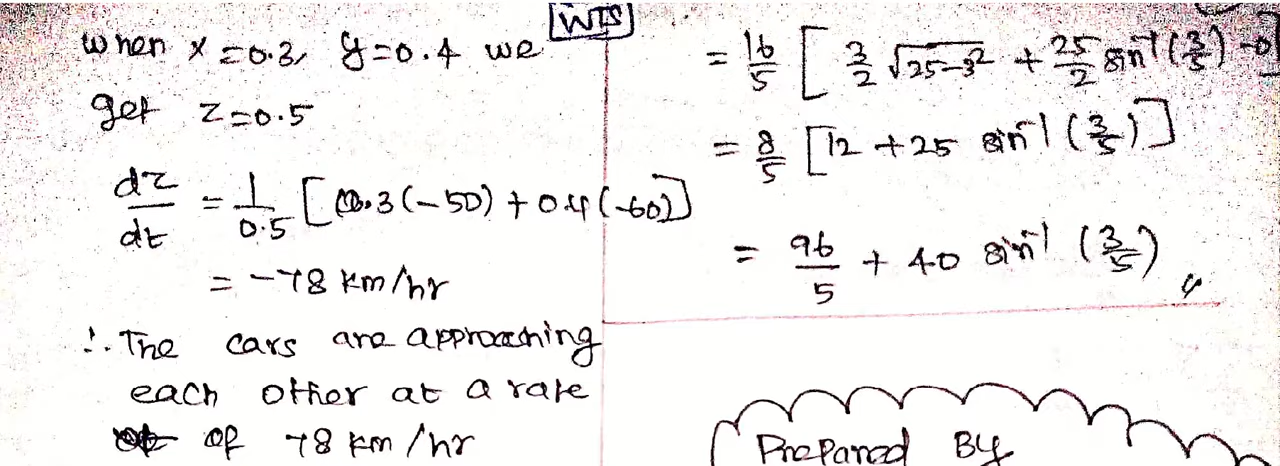 WTS
when x = 0.3, y = 0.4 we
get z = 0.5
dz/dt = 1/0.5 [0.3(-50) + 0.4(-60)]
= -78 km/hr
∴ The cars are approaching
each other at a rate
of 78 km/hr
= 16/5 [3/2 √25-3² + 25/2 sin⁻¹(3/5) - 0]
= 8/5 [12 + 25 sin⁻¹(3/5)]
= 96/5 + 40 sin⁻¹(3/5)
Prepared By